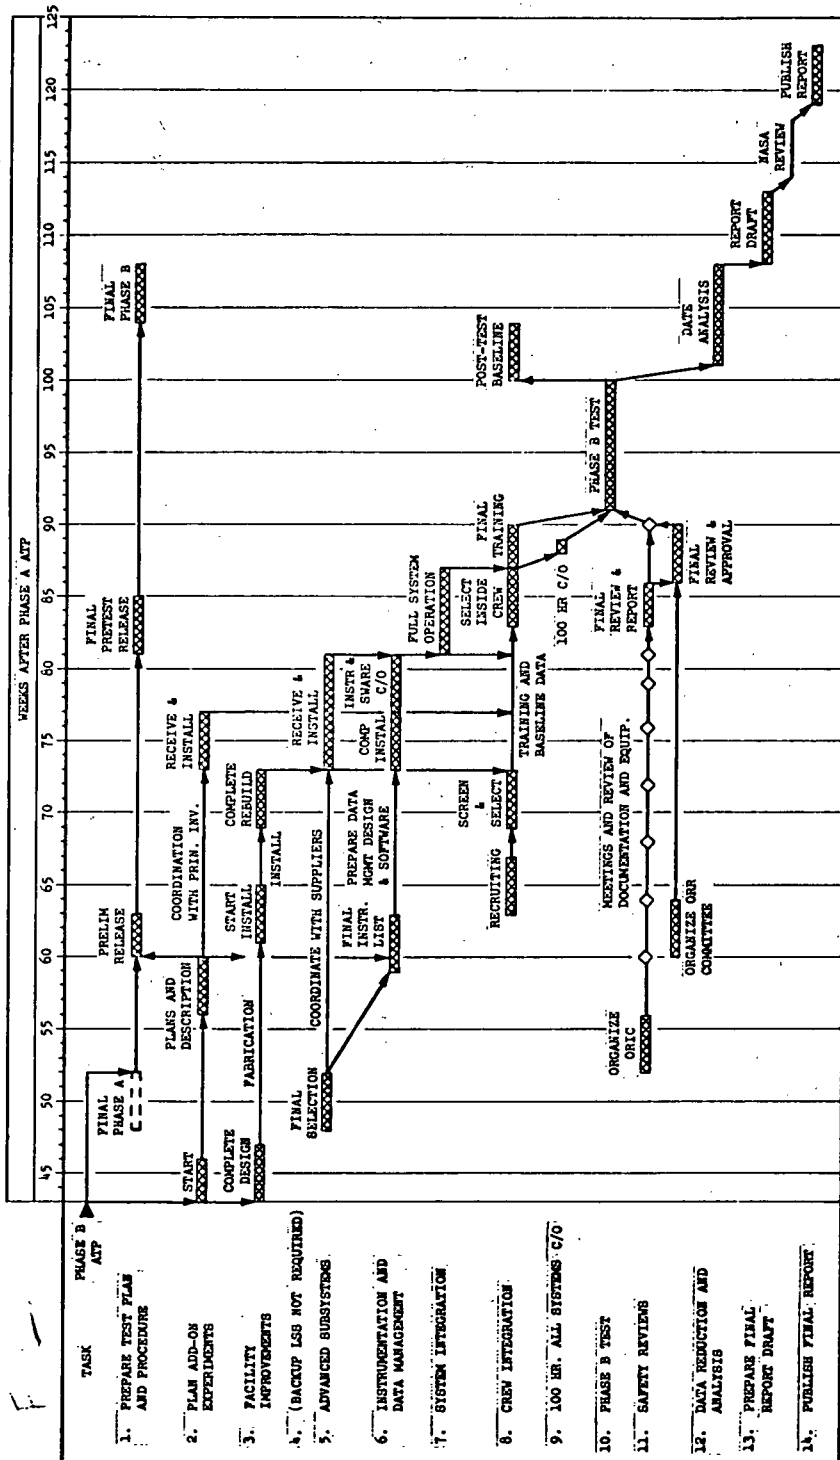 WEEKS AFTER PHASE A ATP
45 50 55 60 65 70 75 80 85 90 95 100 105 110 115 120 125
TASK
PHASE B
ATP
1. PREPARE TEST PLAN
AND PROCEDURE
FINAL
PHASE A
PRELIM
RELEASE
FINAL
PRETEST
RELEASE
FINAL
PHASE B
2. PLAN ADD-ON
EXPERIMENTS
START
PLANS AND
DESCRIPTION
COORDINATION
WITH PRIN. INV.
RECEIVE &
INSTALL
3. FACILITY
IMPROVEMENTS
COMPLETE
DESIGN
FABRICATION
START
INSTALL
INSTALL
COMPLETE
REBUILD
4. (BACKUP LSS NOT REQUIRED)
5. ADVANCED SUBSYSTEMS
FINAL
SELECTION
COORDINATE WITH SUPPLIERS
RECEIVE &
INSTALL
6. INSTRUMENTATION AND
DATA MANAGEMENT
FINAL
INSTR.
LIST
PREPARE DATA
MGMT DESIGN
& SOFTWARE
COMP
INSTAL
INSTR &
SWARE
C/O
7. SYSTEM INTEGRATION
FULL SYSTEM
OPERATION
8. CREW INTEGRATION
RECRUITING
SCREEN
&
SELECT
TRAINING AND
BASELINE DATA
SELECT
INSIDE
CREW
FINAL
TRAINING
POST-TEST
BASELINE
9. 100 HR. ALL SYSTEMS C/O
100 HR C/O
10. PHASE B TEST
PHASE B TEST
11. SAFETY REVIEWS
ORGANIZE
ORIC
MEETINGS AND REVIEW OF
DOCUMENTATION AND EQUIP.
FINAL
REVIEW &
REPORT
ORGANIZE ORR
COMMITTEE
FINAL
REVIEW &
APPROVAL
12. DATA REDUCTION AND
ANALYSIS
DATE
ANALYSIS
13. PREPARE FINAL
REPORT DRAFT
REPORT
DRAFT
NASA
REVIEW
14. PUBLISH FINAL REPORT
PUBLISH
REPORT